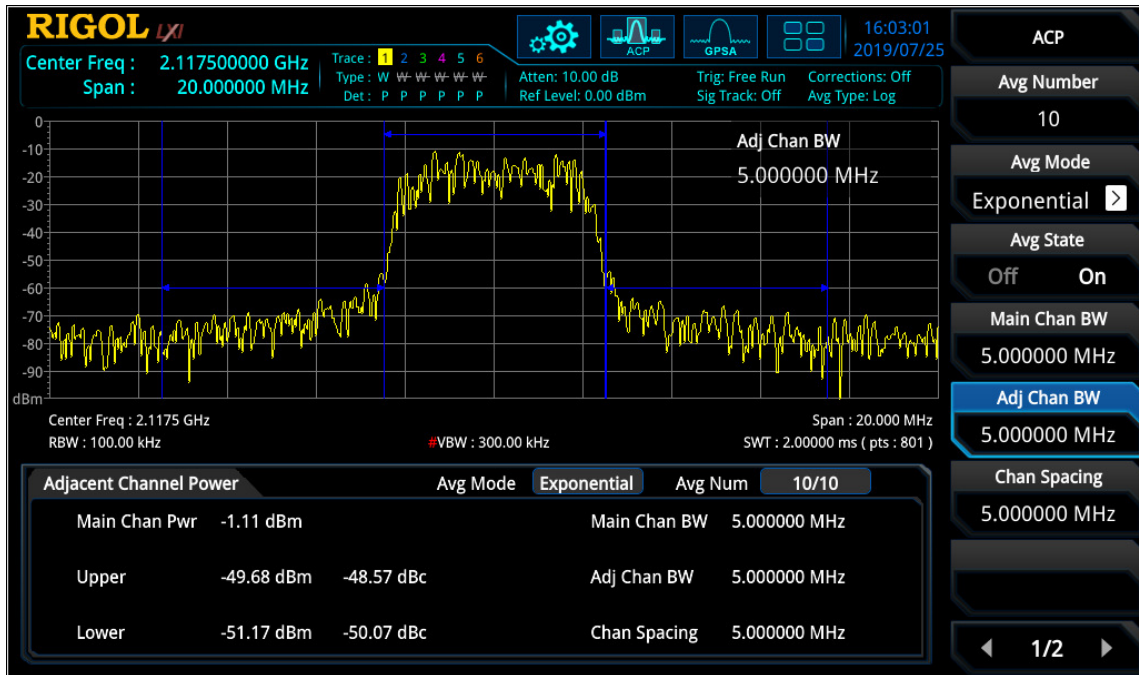 RIGOL LXI
ACP
GPSA
16:03:01
2019/07/25
Center Freq : 2.117500000 GHz
Span : 20.000000 MHz
Trace : 1 2 3 4 5 6
Type : W W W W W W
Det : P P P P P P
Atten: 10.00 dB
Ref Level: 0.00 dBm
Trig: Free Run
Sig Track: Off
Corrections: Off
Avg Type: Log
0
-10
-20
-30
-40
-50
-60
-70
-80
-90
dBm
Adj Chan BW
5.000000 MHz
Center Freq : 2.1175 GHz
Span : 20.000 MHz
RBW : 100.00 kHz
#VBW : 300.00 kHz
SWT : 2.00000 ms ( pts : 801 )
Adjacent Channel Power
Avg Mode Exponential
Avg Num 10/10
Main Chan Pwr -1.11 dBm
Main Chan BW 5.000000 MHz
Upper -49.68 dBm -48.57 dBc
Adj Chan BW 5.000000 MHz
Lower -51.17 dBm -50.07 dBc
Chan Spacing 5.000000 MHz
ACP
Avg Number
10
Avg Mode
Exponential >
Avg State
Off On
Main Chan BW
5.000000 MHz
Adj Chan BW
5.000000 MHz
Chan Spacing
5.000000 MHz
1/2